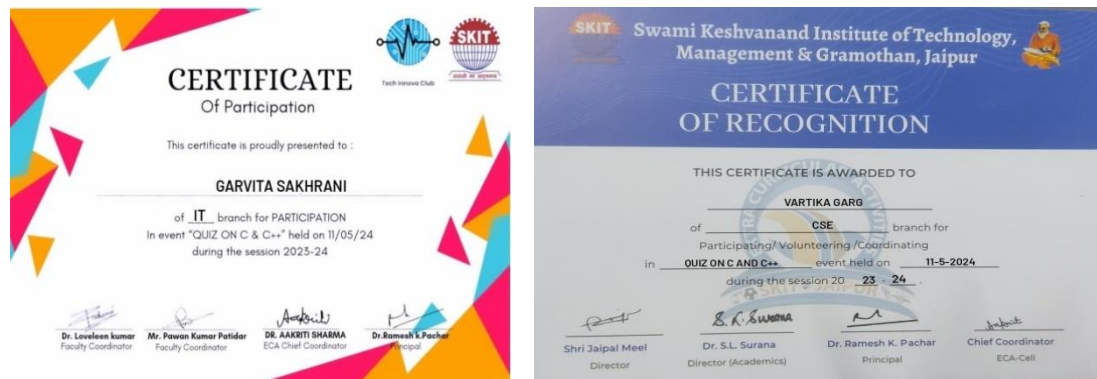 Tech Innova Club
SKIT
CERTIFICATE
Of Participation
This certificate is proudly presented to :
GARVITA SAKHRANI
of IT branch for PARTICIPATION
In event "QUIZ ON C & C++" held on 11/05/24
during the session 2023-24
Dr. Loveleen kumar
Faculty Coordinator
Mr. Pawan Kumar Patidar
Faculty Coordinator
DR. AAKRITI SHARMA
ECA Chief Coordinator
Dr.Ramesh k.Pachar
Principal
SKIT
Swami Keshvanand Institute of Technology,
Management & Gramothan, Jaipur
CERTIFICATE
OF RECOGNITION
THIS CERTIFICATE IS AWARDED TO
VARTIKA GARG
of CSE branch for
Participating/ Volunteering /Coordinating
in QUIZ ON C AND C++ event held on 11-5-2024
during the session 20 23 - 24
SKIT - JAIPUR
S.L. Surana
Shri Jaipal Meel
Director
Dr. S.L. Surana
Director (Academics)
Dr. Ramesh K. Pachar
Principal
Chief Coordinator
ECA-Cell